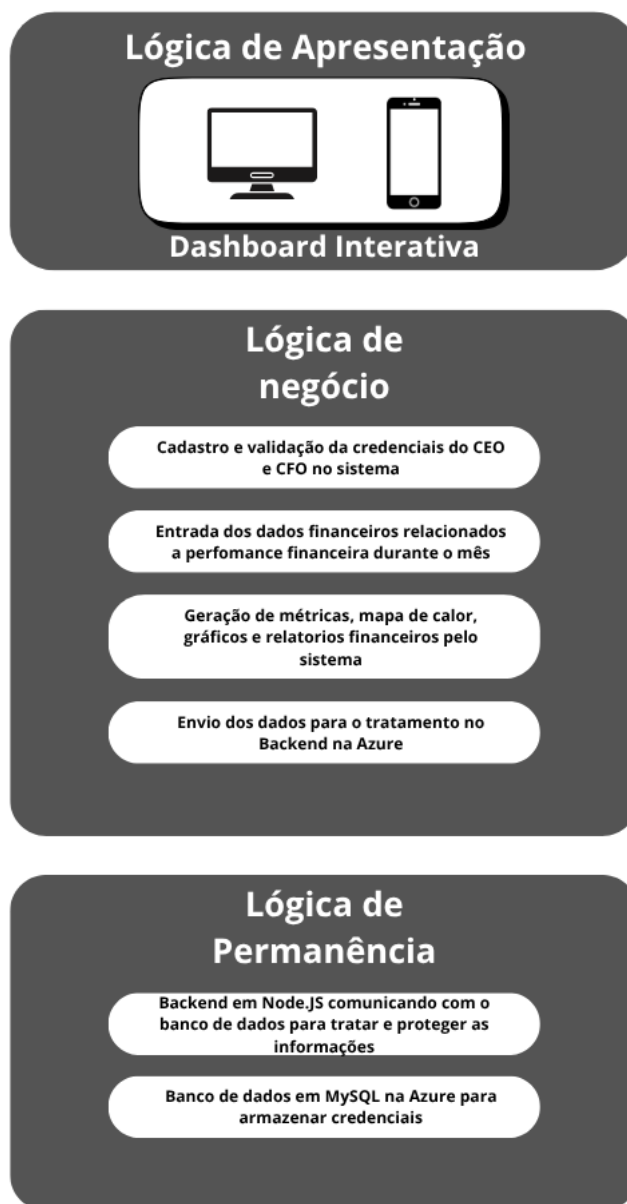 Lógica de Apresentação
Dashboard Interativa
Lógica de
negócio
Cadastro e validação da credenciais do CEO
e CFO no sistema
Entrada dos dados financeiros relacionados
a perfomance financeira durante o mês
Geração de métricas, mapa de calor,
gráficos e relatorios financeiros pelo
sistema
Envio dos dados para o tratamento no
Backend na Azure
Lógica de
Permanência
Backend em Node.JS comunicando com o
banco de dados para tratar e proteger as
informações
Banco de dados em MySQL na Azure para
armazenar credenciais